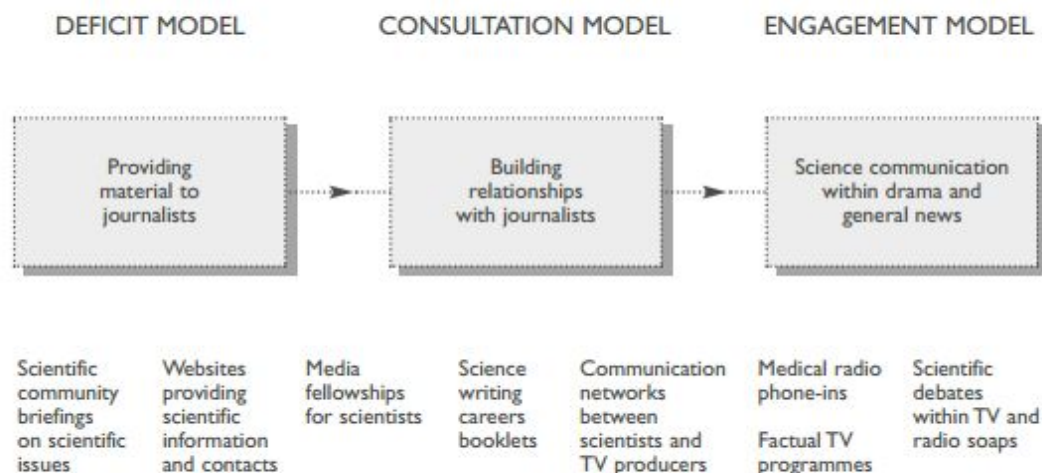 DEFICIT MODEL
CONSULTATION MODEL
ENGAGEMENT MODEL
Providing
material to
journalists
Building
relationships
with journalists
Science communication
within drama and
general news
Scientific
community
briefings
on scientific
issues
Websites
providing
scientific
information
and contacts
Media
fellowships
for scientists
Science
writing
careers
booklets
Communication
networks
between
scientists and
TV producers
Medical radio
phone-ins
Factual TV
programmes
Scientific
debates
within TV and
radio soaps